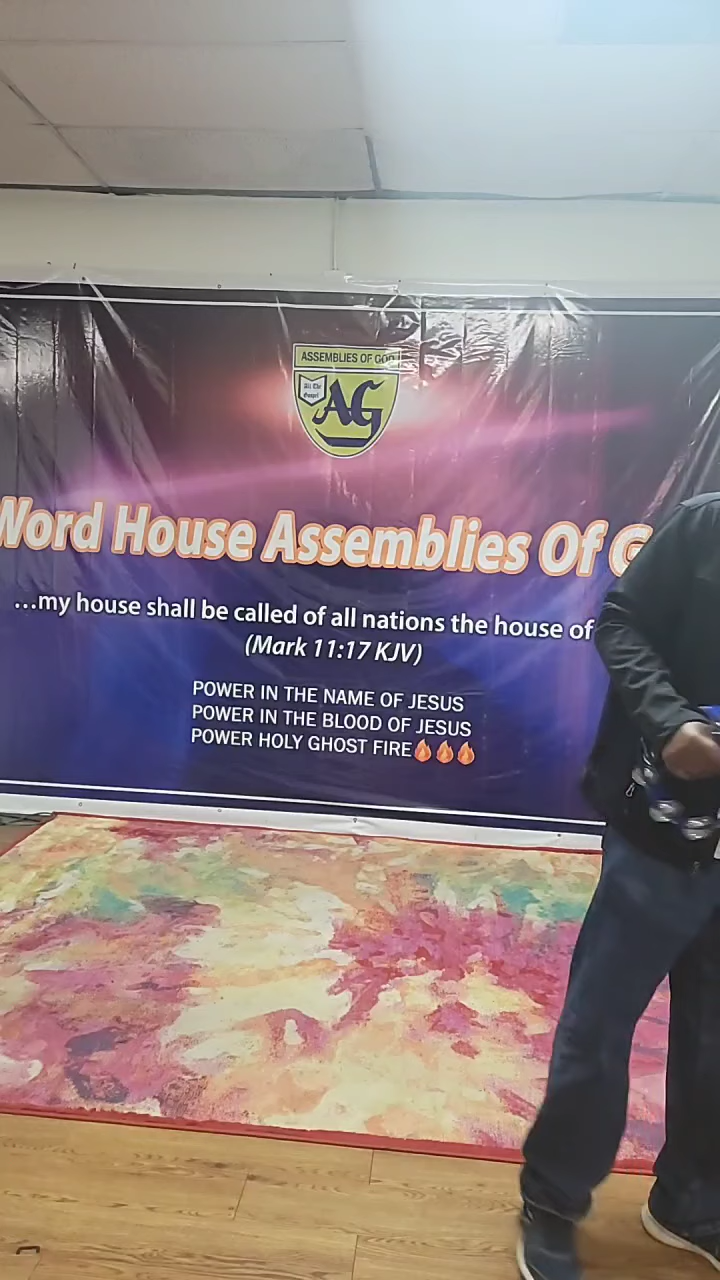 ASSEMBLIES OF GOD
All The
Gospel
AG
Word House Assemblies Of G
...my house shall be called of all nations the house of
(Mark 11:17 KJV)
POWER IN THE NAME OF JESUS
POWER IN THE BLOOD OF JESUS
POWER HOLY GHOST FIRE🔥🔥🔥